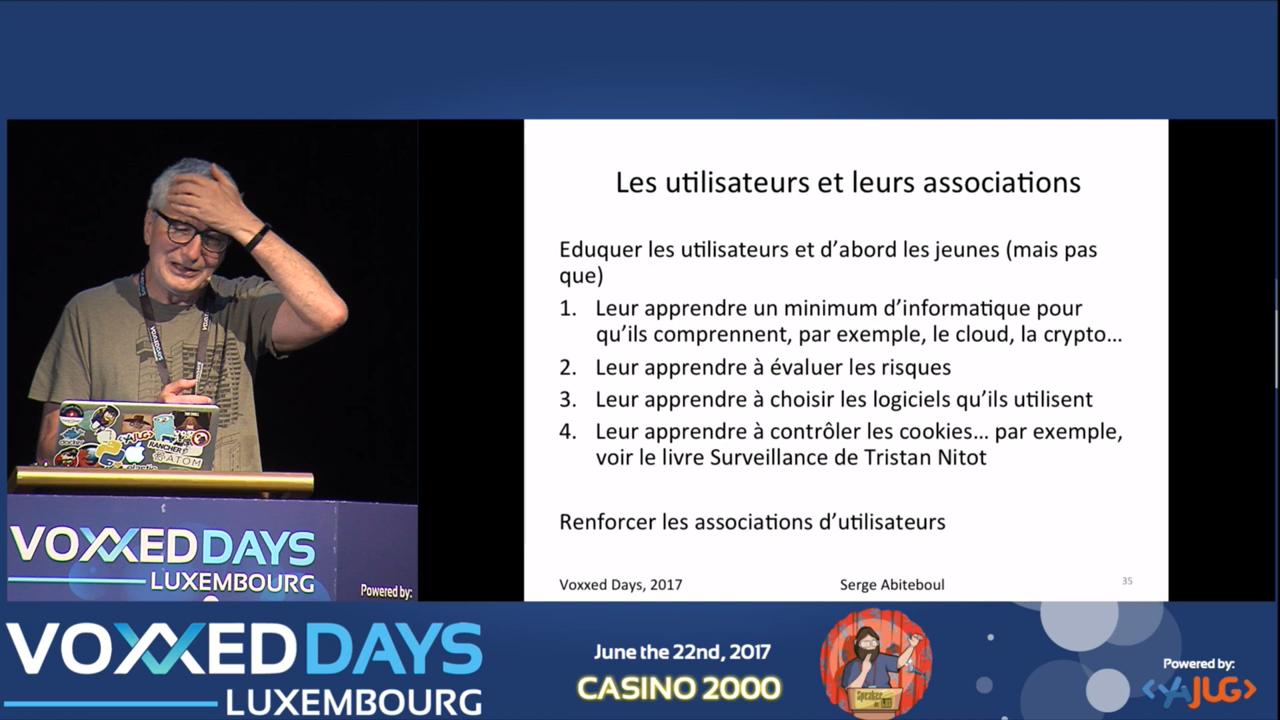 Les utilisateurs et leurs associations
Eduquer les utilisateurs et d’abord les jeunes (mais pas
que)
1. Leur apprendre un minimum d’informatique pour
qu’ils comprennent, par exemple, le cloud, la crypto…
2. Leur apprendre à évaluer les risques
3. Leur apprendre à choisir les logiciels qu’ils utilisent
4. Leur apprendre à contrôler les cookies… par exemple,
voir le livre Surveillance de Tristan Nitot
Renforcer les associations d’utilisateurs
Voxxed Days, 2017
Serge Abiteboul
35
YAJUG
RANCHER
ATOM
VOXXED DAYS
LUXEMBOURG
Powered by:
VOXXED DAYS
LUXEMBOURG
June the 22nd, 2017
CASINO 2000
Powered by:
YAJUG